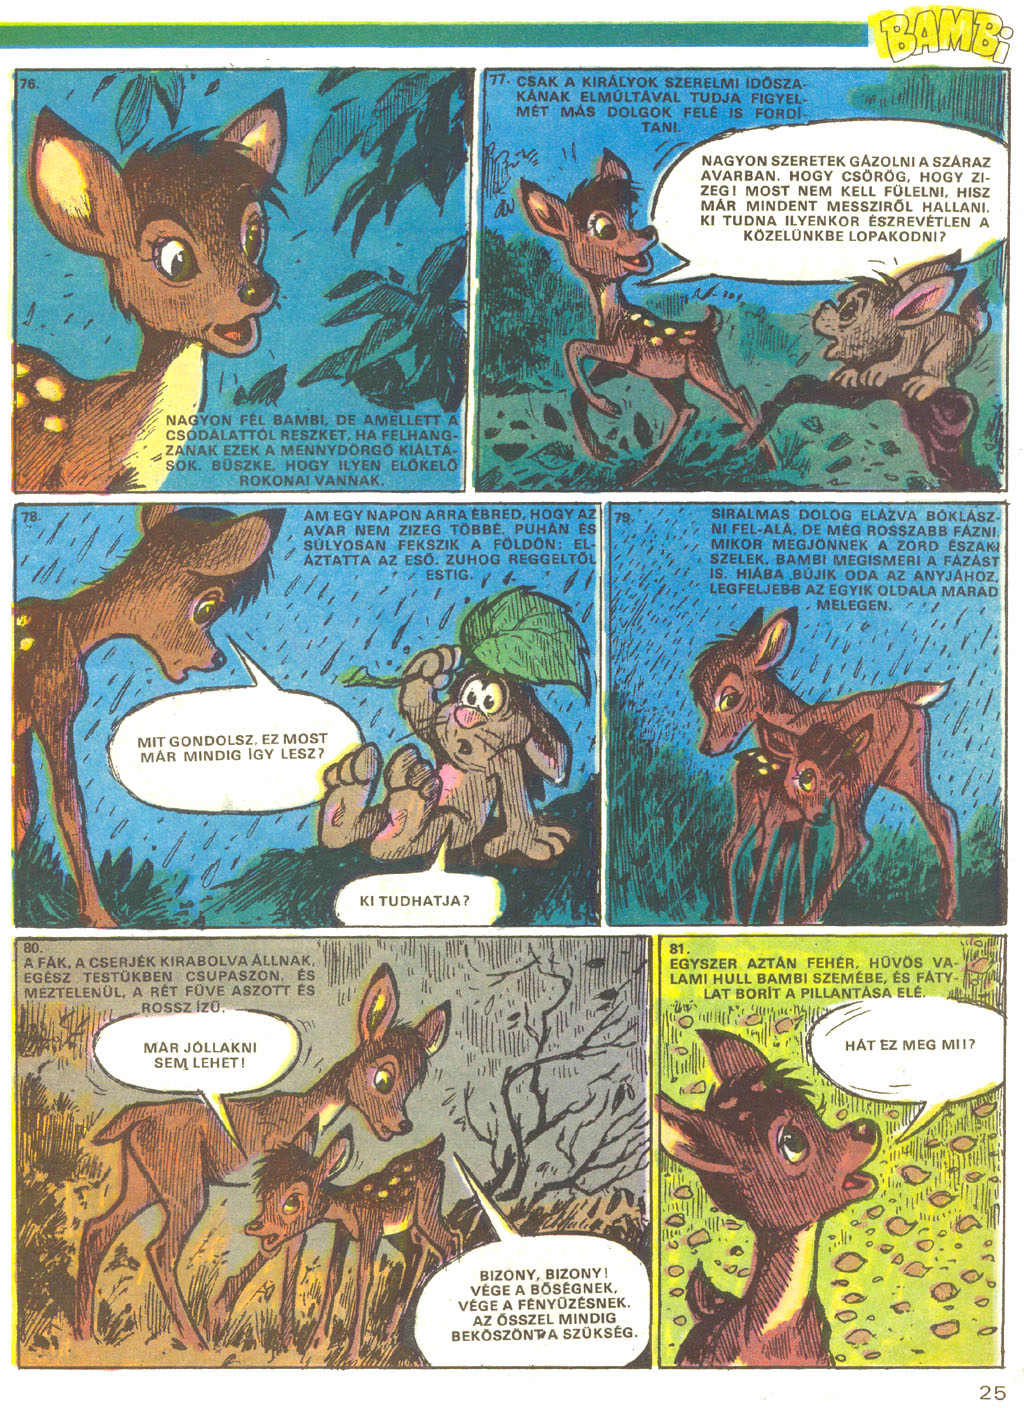 BAMBi
76.
NAGYON FÉL BAMBI, DE AMELLETT A
CSODÁLATTÓL RESZKET, HA FELHANG-
ZANAK EZEK A MENNYDÖRGŐ KIÁLTÁ-
SOK. BÜSZKE, HOGY ILYEN ELŐKELŐ
ROKONAI VANNAK.
77. CSAK A KIRÁLYOK SZERELMI IDŐSZA-
KÁNAK ELMÚLTÁVAL TUDJA FIGYEL-
MÉT MÁS DOLGOK FELÉ IS FORDÍ-
TANI.
NAGYON SZERETEK GÁZOLNI A SZÁRAZ
AVARBAN. HOGY CSÖRÖG, HOGY ZI-
ZEG! MOST NEM KELL FÜLELNI, HISZ
MÁR MINDENT MESSZIRŐL HALLANI.
KI TUDNA ILYENKOR ÉSZREVÉTLEN A
KÖZELÜNKBE LOPAKODNI?
78.
ÁM EGY NAPON ARRA ÉBRED, HOGY AZ
AVAR NEM ZIZEG TÖBBÉ. PUHÁN ÉS
SÚLYOSAN FEKSZIK A FÖLDÖN: EL-
ÁZTATTA AZ ESŐ. ZUHOG REGGELTŐL
ESTIG.
MIT GONDOLSZ, EZ MOST
MÁR MINDIG ÍGY LESZ?
KI TUDHATJA?
79.
SIRALMAS DOLOG ELÁZVA BÓKLÁSZ-
NI FEL-ALÁ, DE MÉG ROSSZABB FÁZNI,
MIKOR MEGJÖNNEK A ZORD ÉSZAKI
SZELEK, BAMBI MEGISMERI A FÁZÁST
IS. HIÁBA BÚJIK ODA AZ ANYJÁHOZ,
LEGFELJEBB AZ EGYIK OLDALA MARAD
MELEGEN.
80.
A FÁK, A CSERJÉK KIRABOLVA ÁLLNAK,
EGÉSZ TESTÜKBEN CSUPASZON, ÉS
MEZTELENÜL, A RÉT FÜVE ASZOTT ÉS
ROSSZ ÍZŰ.
MÁR JÓLLAKNI
SEM LEHET!
BIZONY, BIZONY!
VÉGE A BŐSÉGNEK,
VÉGE A FÉNYŰZÉSNEK.
AZ ŐSSZEL MINDIG
BEKÖSZÖNT A SZÜKSÉG.
81.
EGYSZER AZTÁN FEHÉR, HŰVÖS VA-
LAMI HULL BAMBI SZEMÉBE, ÉS FÁTY-
LAT BORÍT A PILLANTÁSA ELÉ.
HÁT EZ MEG MI!?
25